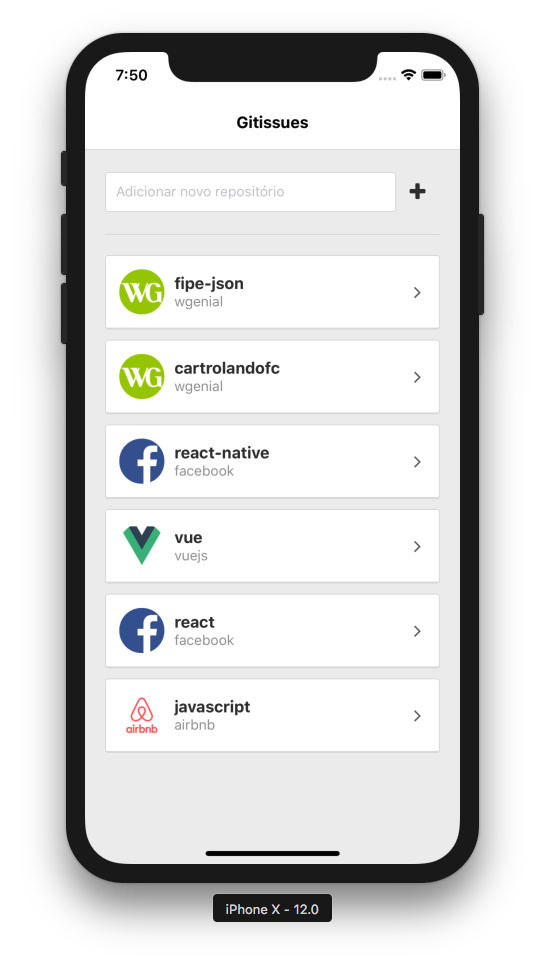 7:50
Gitissues
Adicionar novo repositório
WG
fipe-json
wgenial
WG
cartrolandofc
wgenial
f
react-native
facebook
vue
vuejs
f
react
facebook
airbnb
javascript
airbnb
iPhone X - 12.0